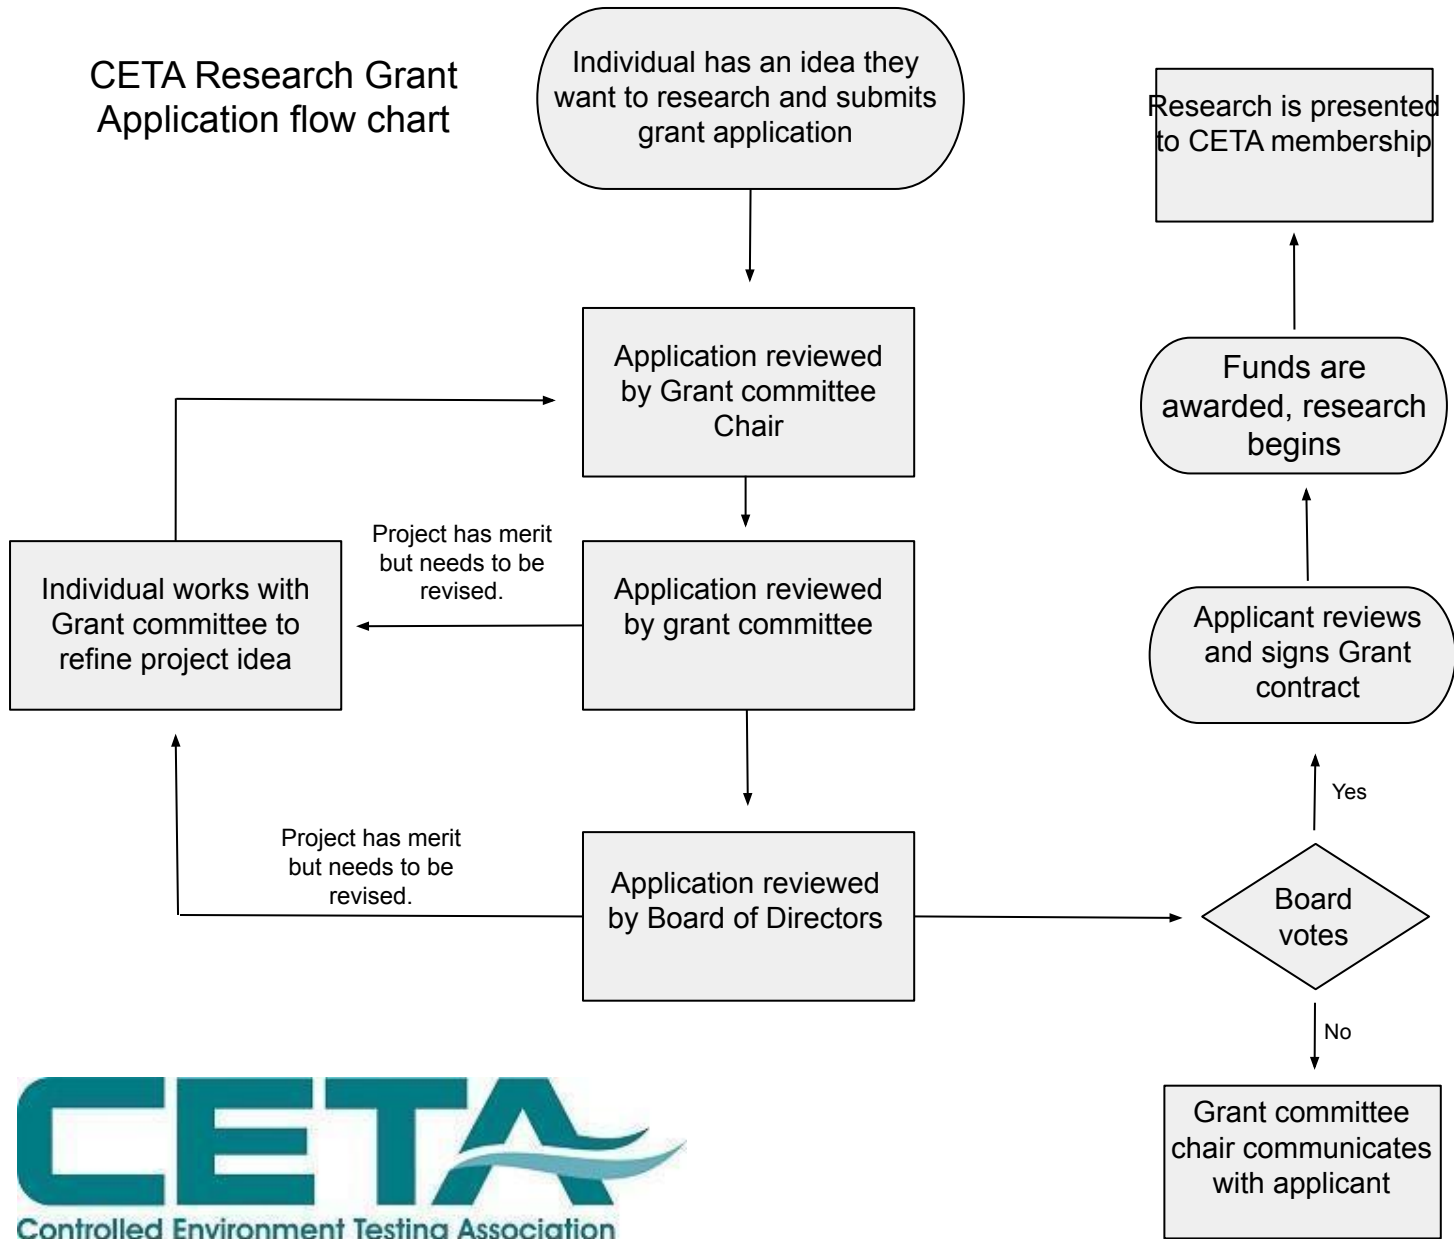 CETA Research Grant
Application flow chart
Individual has an idea they
want to research and submits
grant application
Research is presented
to CETA membership
Application reviewed
by Grant committee
Chair
Funds are
awarded, research
begins
Project has merit
but needs to be
revised.
Individual works with
Grant committee to
refine project idea
Application reviewed
by grant committee
Applicant reviews
and signs Grant
contract
Yes
Project has merit
but needs to be
revised.
Application reviewed
by Board of Directors
Board
votes
No
Grant committee
chair communicates
with applicant
CETA
Controlled Environment Testing Association